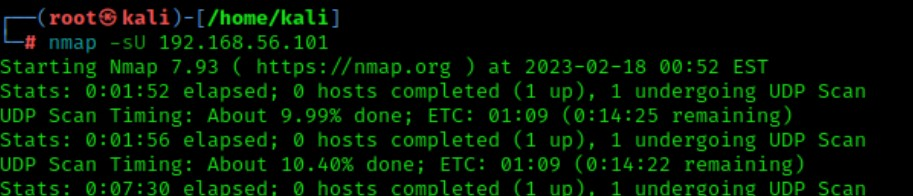 ┌──(root㉿kali)-[/home/kali]
└─# nmap -sU 192.168.56.101
Starting Nmap 7.93 ( https://nmap.org ) at 2023-02-18 00:52 EST
Stats: 0:01:52 elapsed; 0 hosts completed (1 up), 1 undergoing UDP Scan
UDP Scan Timing: About 9.99% done; ETC: 01:09 (0:14:25 remaining)
Stats: 0:01:56 elapsed; 0 hosts completed (1 up), 1 undergoing UDP Scan
UDP Scan Timing: About 10.40% done; ETC: 01:09 (0:14:22 remaining)
Stats: 0:07:30 elapsed; 0 hosts completed (1 up), 1 undergoing UDP Scan